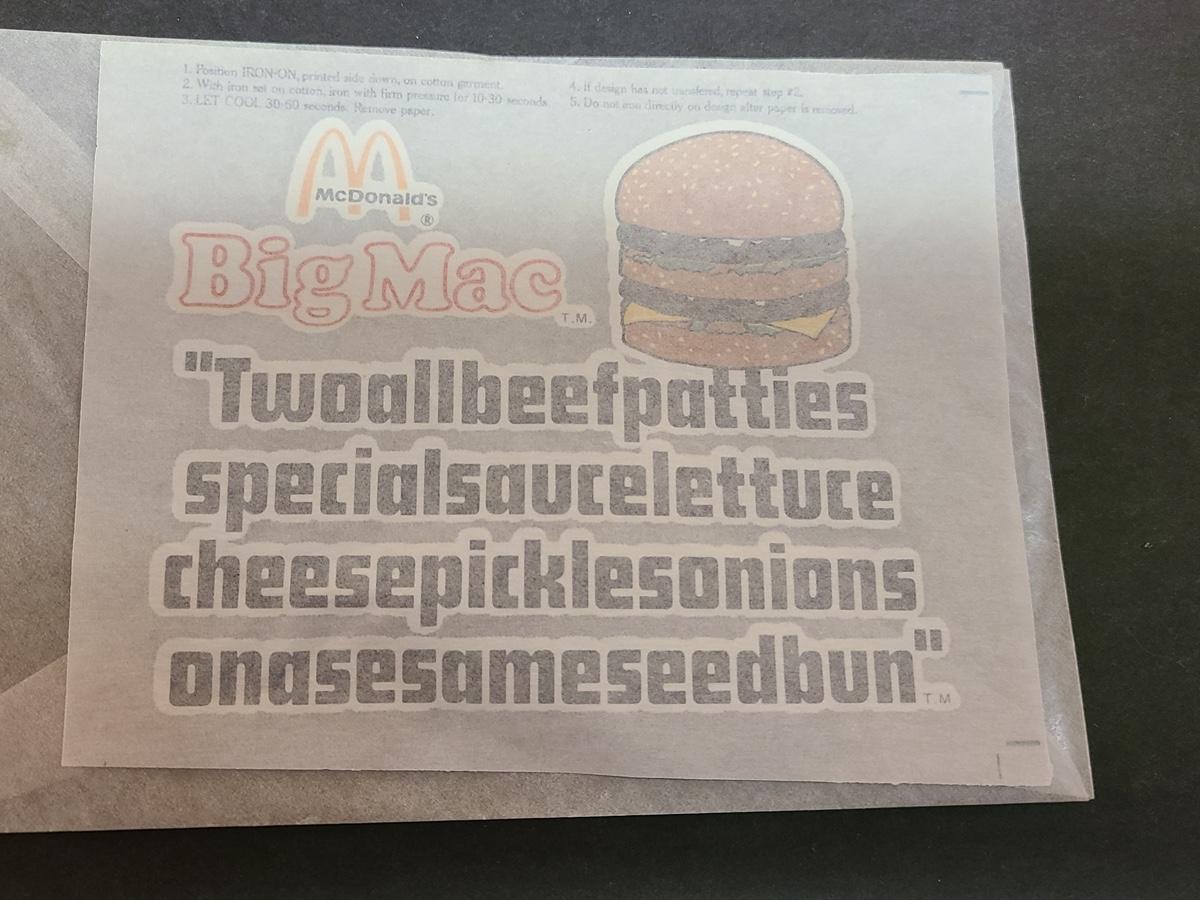 1. Position IRON-ON, printed side down, on cotton garment.
2. With iron set on cotton, iron with firm pressure for 10-30 seconds.
3. LET COOL 30-60 seconds. Remove paper.
4. If design has not transfered, repeat step #2.
5. Do not iron directly on design after paper is removed.
McDonald's
®
Big Mac T.M.
"Twoallbeefpatties
specialsaucelettuce
cheesepicklesonions
onasesameseedbun" T.M